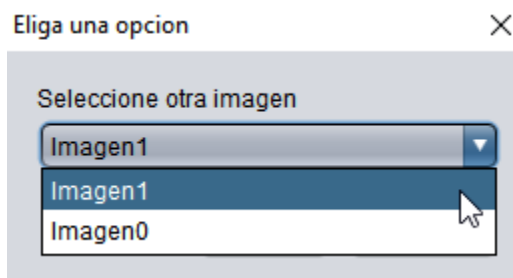 Eliga una opcion
Seleccione otra imagen
Imagen1
Imagen1
Imagen0